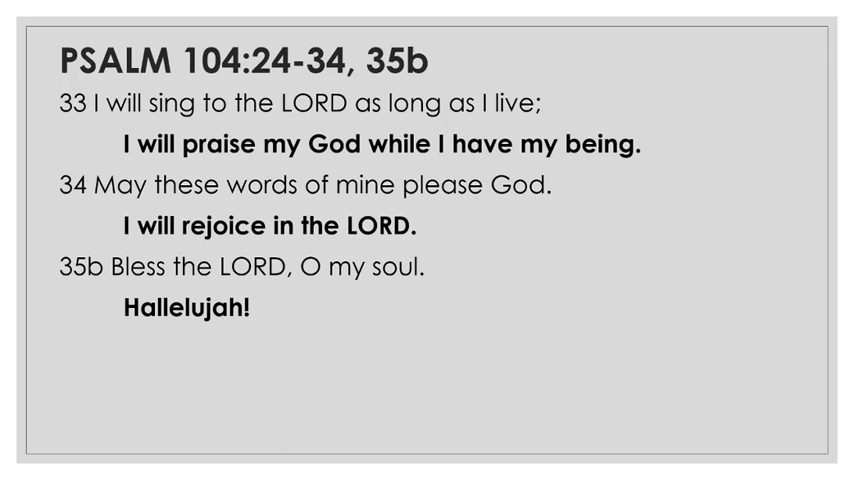 PSALM 104:24-34, 35b
33 I will sing to the LORD as long as I live;
I will praise my God while I have my being.
34 May these words of mine please God.
I will rejoice in the LORD.
35b Bless the LORD, O my soul.
Hallelujah!